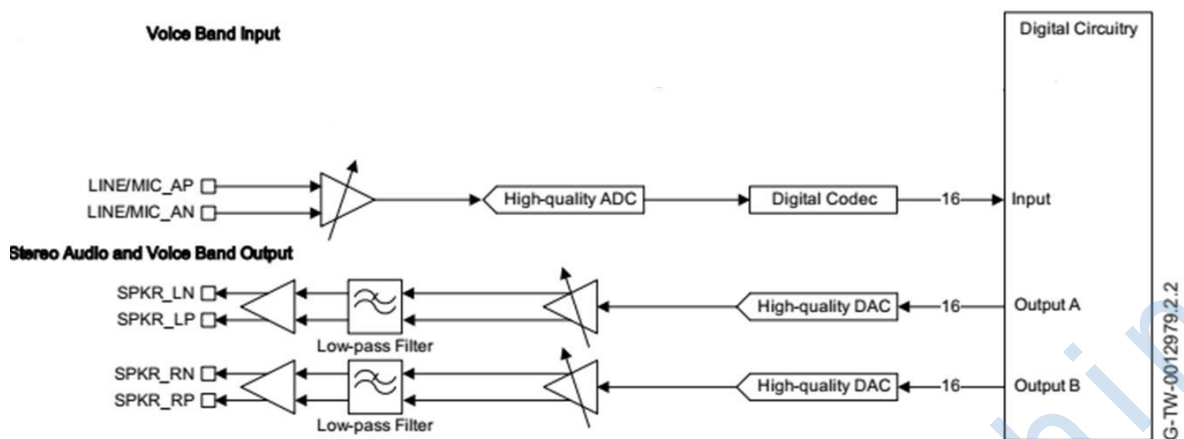 Voice Band Input
Digital Circuitry
LINE/MIC_AP
LINE/MIC_AN
High-quality ADC
Digital Codec
16
Input
Stereo Audio and Voice Band Output
SPKR_LN
SPKR_LP
Low-pass Filter
High-quality DAC
16
Output A
SPKR_RN
SPKR_RP
Low-pass Filter
High-quality DAC
16
Output B
G-TW-0012979.2.2